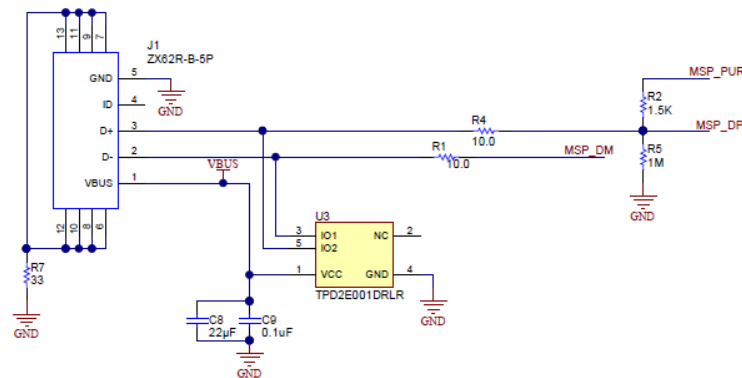 13
11
9
7
J1
ZX62R-B-5P
GND
5
GND
ID
4
D+
3
D-
2
VBUS
1
12
10
8
6
R7
33
GND
VBUS
R4
10.0
R1
10.0
MSP_DM
MSP_PUR
R2
1.5K
MSP_DP
R5
1M
GND
U3
3
IO1
NC
2
5
IO2
1
VCC
GND
4
TPD2E001DRLR
GND
C8
22µF
C9
0.1uF
GND